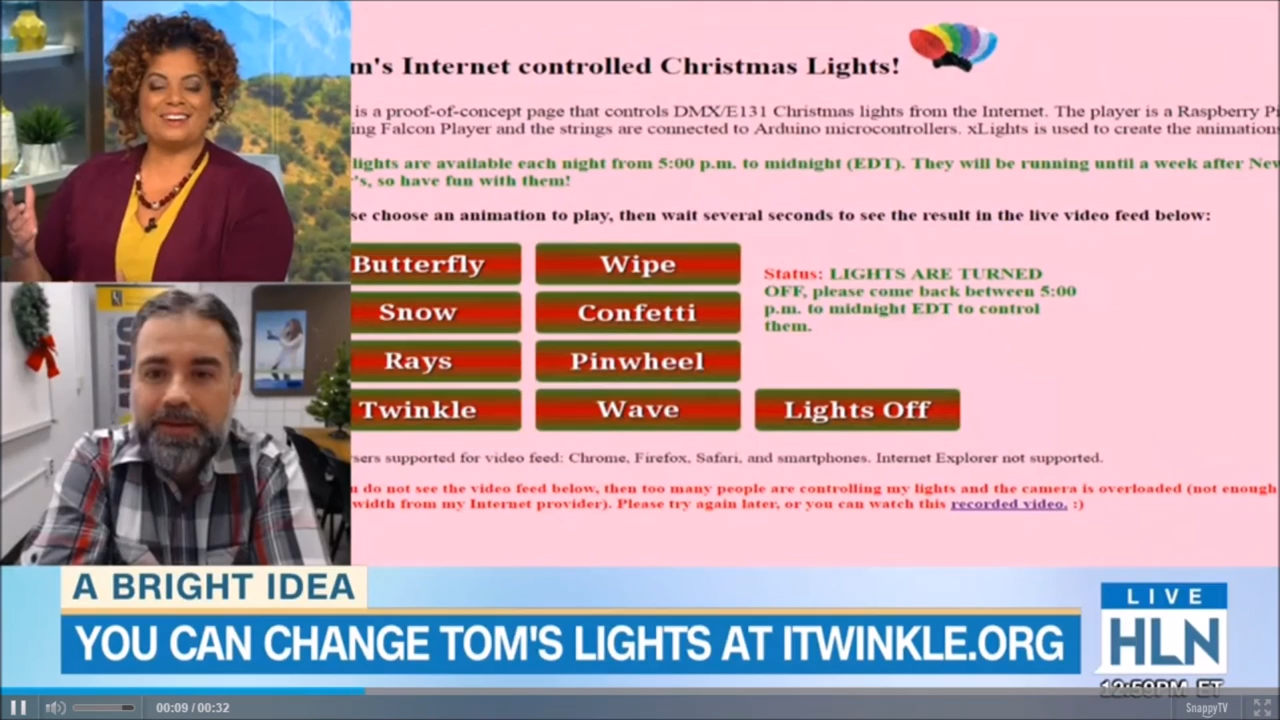 m's Internet controlled Christmas Lights!
is a proof-of-concept page that controls DMX/E131 Christmas lights from the Internet. The player is a Raspberry P
ing Falcon Player and the strings are connected to Arduino microcontrollers. xLights is used to create the animation
lights are available each night from 5:00 p.m. to midnight (EDT). They will be running until a week after New
's, so have fun with them!
se choose an animation to play, then wait several seconds to see the result in the live video feed below:
Butterfly Wipe
Snow Confetti
Rays Pinwheel
Twinkle Wave Lights Off
Status: LIGHTS ARE TURNED
OFF, please come back between 5:00
p.m. to midnight EDT to control
them.
sers supported for video feed: Chrome, Firefox, Safari, and smartphones. Internet Explorer not supported.
u do not see the video feed below, then too many people are controlling my lights and the camera is overloaded (not enough
width from my Internet provider). Please try again later, or you can watch this recorded video. :)
A BRIGHT IDEA
YOU CAN CHANGE TOM'S LIGHTS AT ITWINKLE.ORG
LIVE
HLN
12:59PM ET
00:09 / 00:32
SnappyTV